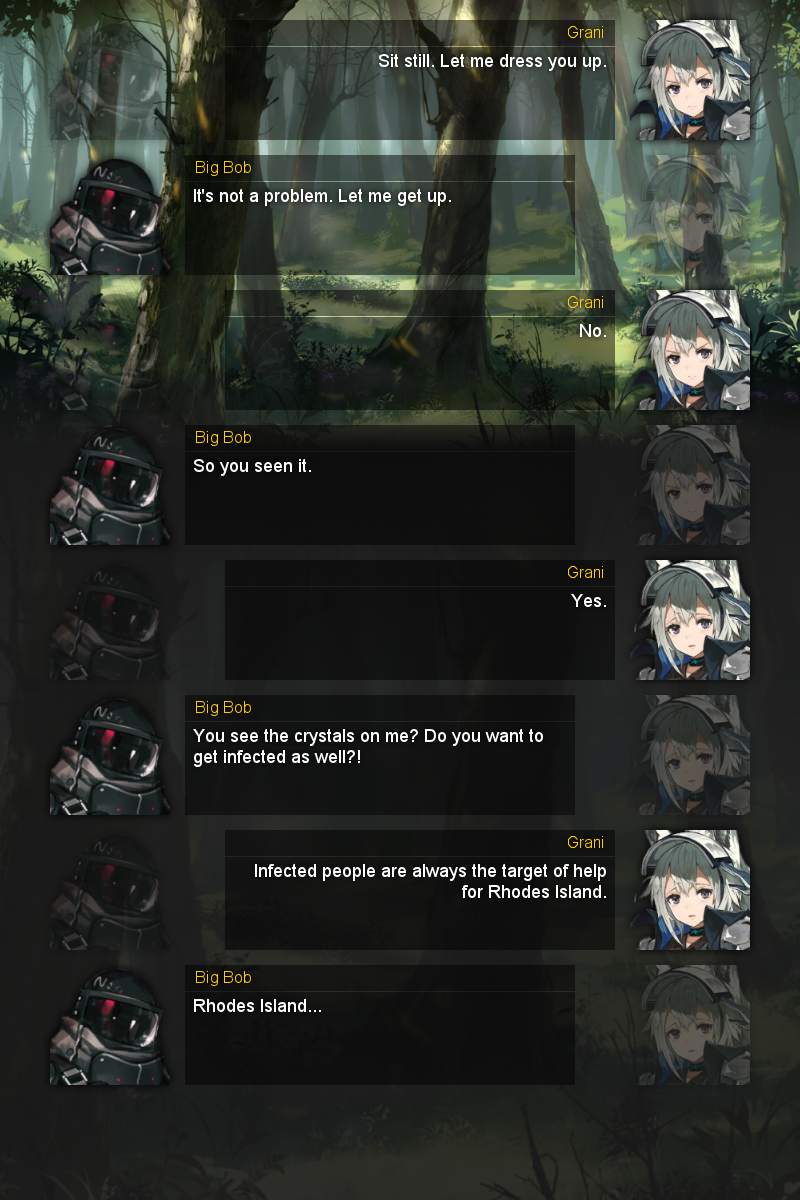 Grani
Sit still. Let me dress you up.
Big Bob
It's not a problem. Let me get up.
Grani
No.
Big Bob
So you seen it.
Grani
Yes.
Big Bob
You see the crystals on me? Do you want to
get infected as well?!
Grani
Infected people are always the target of help
for Rhodes Island.
Big Bob
Rhodes Island...